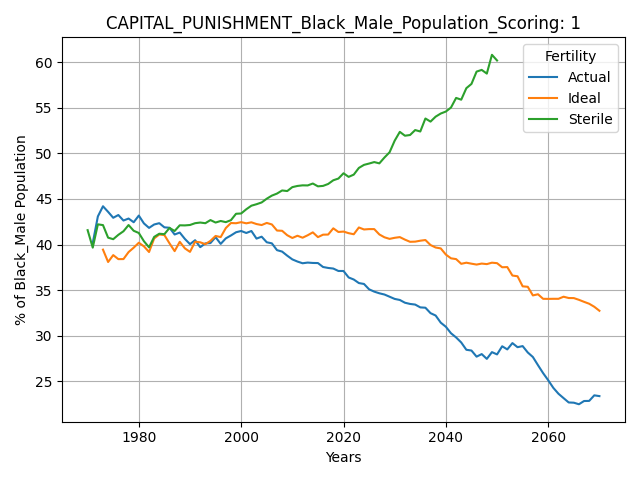 CAPITAL_PUNISHMENT_Black_Male_Population_Scoring: 1
Fertility
Actual
Ideal
Sterile
% of Black_Male Population
60
55
50
45
40
35
30
25
1980
2000
2020
2040
2060
Years